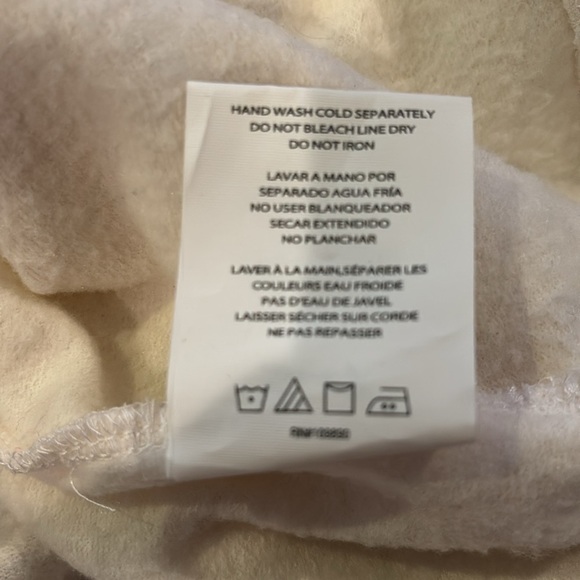 HAND WASH COLD SEPARATELY
DO NOT BLEACH LINE DRY
DO NOT IRON
LAVAR A MANO POR
SEPARADO AGUA FRÍA
NO USER BLANQUEADOR
SECAR EXTENDIDO
NO PLANCHAR
LAVER À LA MAIN,SÉPARER LES
COULEURS EAU FROIDE
PAS D'EAU DE JAVEL
LAISSER SÉCHER SUR CORDE
NE PAS REPASSER